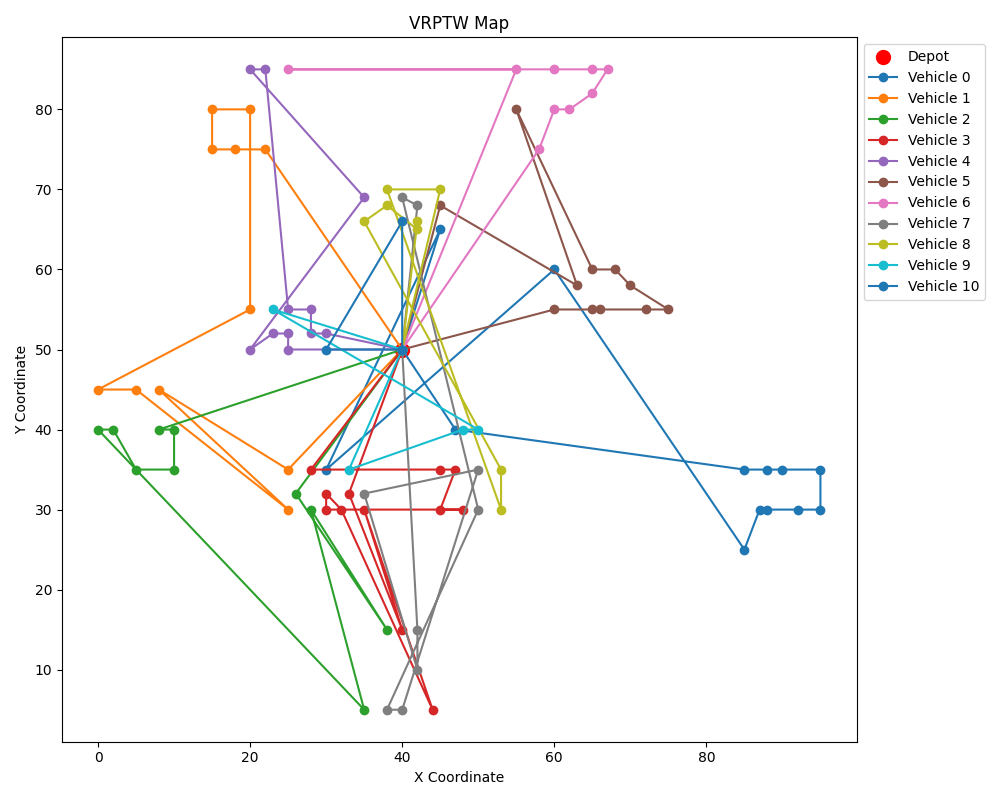 VRPTW Map
Y Coordinate
80
70
60
50
40
30
20
10
0
20
40
60
80
X Coordinate
Depot
Vehicle 0
Vehicle 1
Vehicle 2
Vehicle 3
Vehicle 4
Vehicle 5
Vehicle 6
Vehicle 7
Vehicle 8
Vehicle 9
Vehicle 10